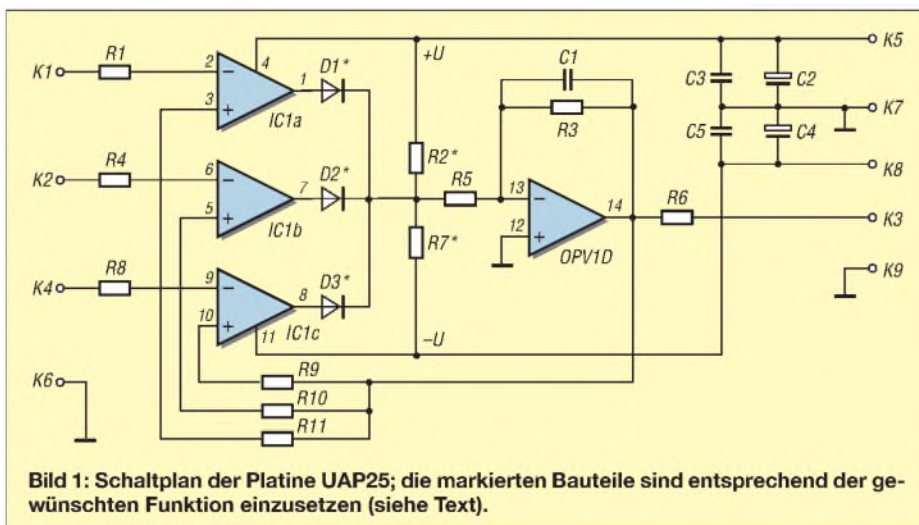 K1
R1
2
−
4
1
D1*
3
+
IC1a
+U
C1
R3
C3
C2
K5
K7
C5
C4
K8
K2
R4
6
−
7
D2*
5
+
IC1b
R2*
R5
13
−
12
+
14
OPV1D
R6
K3
K4
R8
9
−
8
D3*
10
+
11
IC1c
R7*
−U
K9
K6
R9
R10
R11
Bild 1: Schaltplan der Platine UAP25; die markierten Bauteile sind entsprechend der ge-
wünschten Funktion einzusetzen (siehe Text).